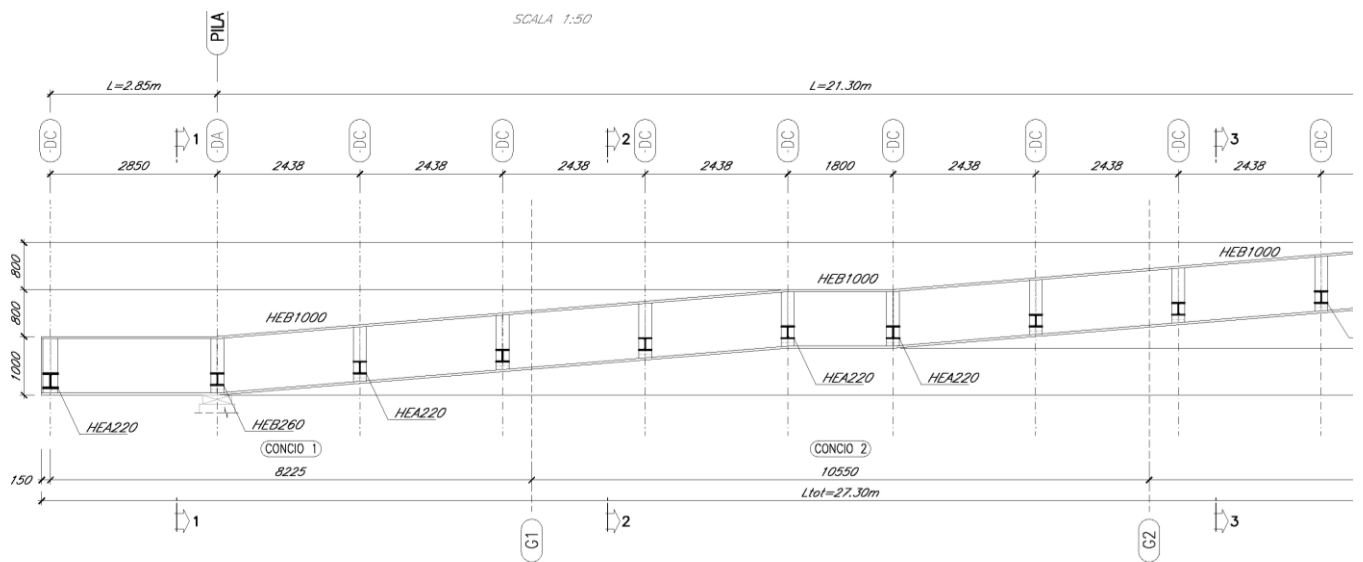 SCALA 1:50
PILA
L=2.85m L=21.30m
-DC 1 -DA -DC -DC 2 -DC -DC -DC -DC -DC 3 -DC
2850 2438 2438 2438 2438 1800 2438 2438 2438
800
800
1000
HEB1000 HEB1000 HEB1000
HEA220 HEB260 HEA220 HEA220 HEA220
CONCIO 1 CONCIO 2
150 8225 10550
Ltot=27.30m
1 2 3
G1 G2